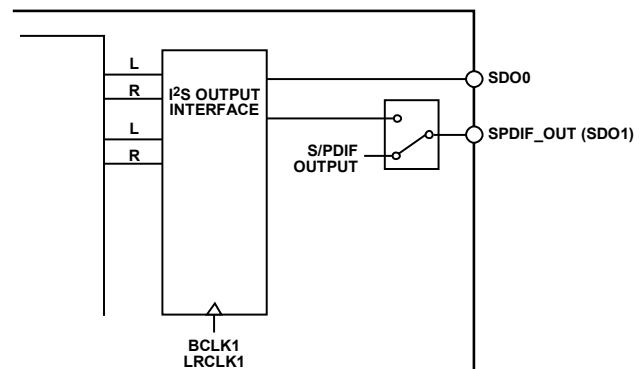 L
R
L
R
I²S OUTPUT
INTERFACE
SDO0
SPDIF_OUT (SDO1)
S/PDIF
OUTPUT
BCLK1
LRCLK1